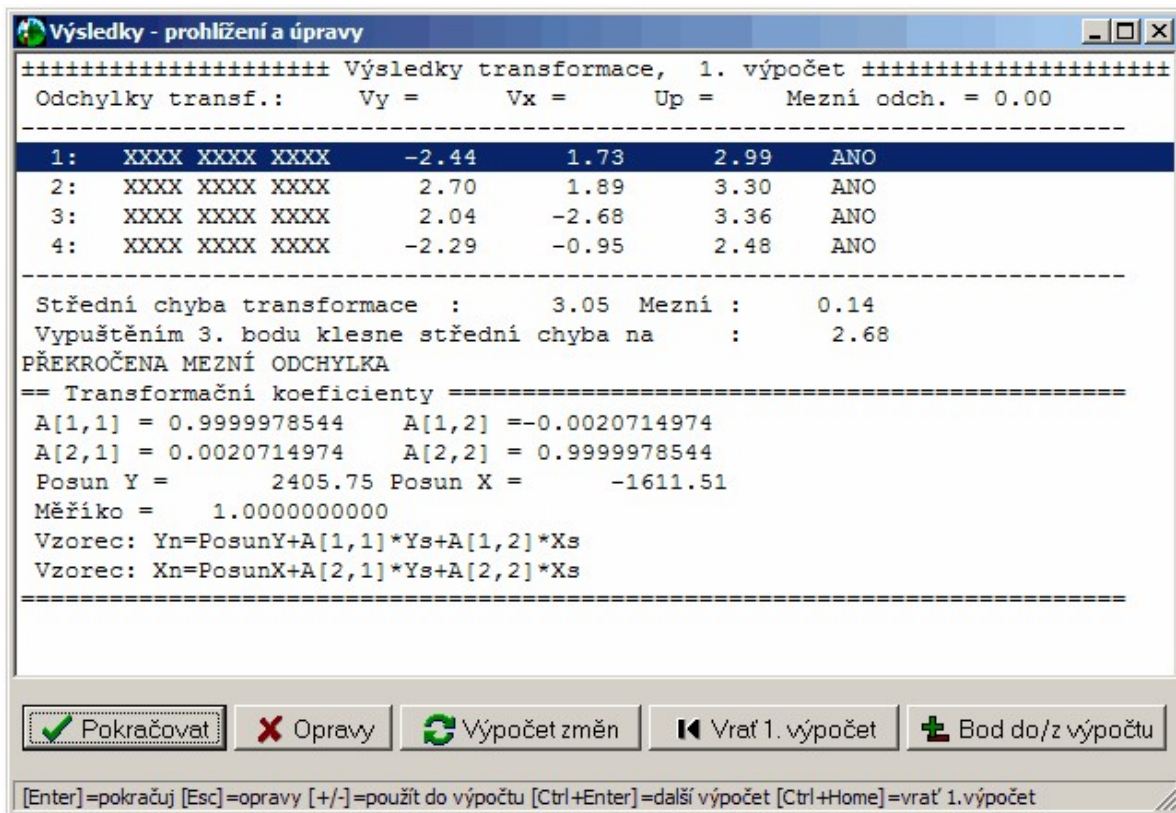 Výsledky - prohlížení a úpravy
±±±±±±±±±±±±±±±±±±±±± Výsledky transformace,  1. výpočet ±±±±±±±±±±±±±±±±±±±±±
Odchylky transf.:     Vy =      Vx =      Up =     Mezní odch. = 0.00
---------------------------------------------------------------------------
1:   XXXX XXXX XXXX     -2.44      1.73      2.99    ANO
2:   XXXX XXXX XXXX      2.70      1.89      3.30    ANO
3:   XXXX XXXX XXXX      2.04     -2.68      3.36    ANO
4:   XXXX XXXX XXXX     -2.29     -0.95      2.48    ANO
---------------------------------------------------------------------------
Střední chyba transformace  :      3.05  Mezní :     0.14
Vypuštěním 3. bodu klesne střední chyba na     :      2.68
PŘEKROČENA MEZNÍ ODCHYLKA
== Transformační koeficienty ==============================================
A[1,1] = 0.9999978544    A[1,2] =-0.0020714974
A[2,1] = 0.0020714974    A[2,2] = 0.9999978544
Posun Y =       2405.75 Posun X =      -1611.51
Měříko =    1.0000000000
Vzorec: Yn=PosunY+A[1,1]*Ys+A[1,2]*Xs
Vzorec: Xn=PosunX+A[2,1]*Ys+A[2,2]*Xs
===========================================================================
Pokračovat Opravy Výpočet změn Vrať 1. výpočet Bod do/z výpočtu
[Enter]=pokračuj [Esc]=opravy [+/-]=použít do výpočtu [Ctrl+Enter]=další výpočet [Ctrl+Home]=vrať 1.výpočet